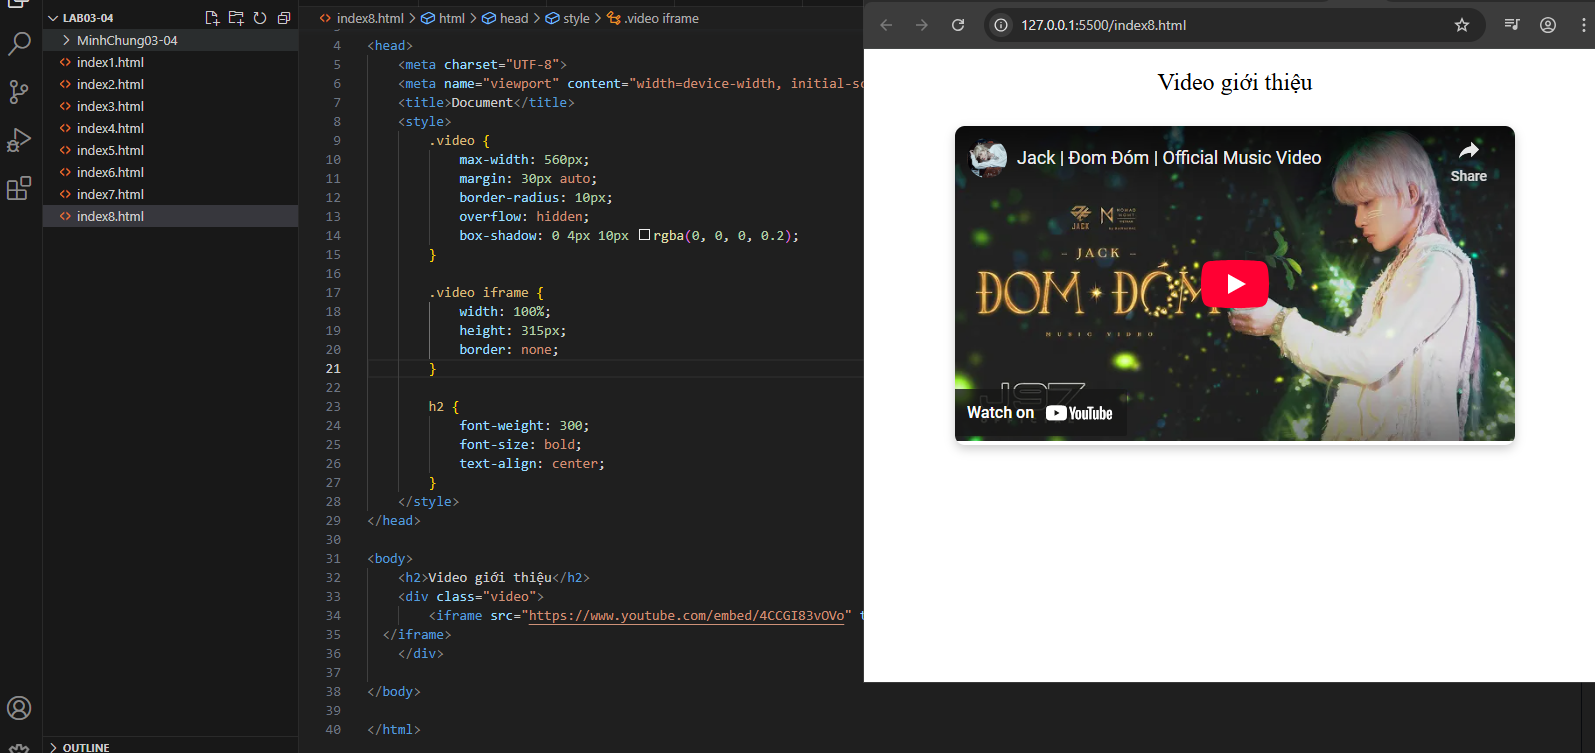 LAB03-04
MinhChung03-04
index1.html
index2.html
index3.html
index4.html
index5.html
index6.html
index7.html
index8.html
OUTLINE
index8.html > html > head > style > .video iframe
4 <head>
5 <meta charset="UTF-8">
6 <meta name="viewport" content="width=device-width, initial-sc
7 <title>Document</title>
8 <style>
9 .video {
10 max-width: 560px;
11 margin: 30px auto;
12 border-radius: 10px;
13 overflow: hidden;
14 box-shadow: 0 4px 10px rgba(0, 0, 0, 0.2);
15 }
16
17 .video iframe {
18 width: 100%;
19 height: 315px;
20 border: none;
21 }
22
23 h2 {
24 font-weight: 300;
25 font-size: bold;
26 text-align: center;
27 }
28 </style>
29 </head>
30
31 <body>
32 <h2>Video giới thiệu</h2>
33 <div class="video">
34 <iframe src="https://www.youtube.com/embed/4CCGI83vOVo" t
35 </iframe>
36 </div>
37
38 </body>
39
40 </html>
127.0.0.1:5500/index8.html
Video giới thiệu
Jack | Đom Đóm | Official Music Video
Share
JACK
N
- JACK -
ĐOM ĐÓM
MUSIC VIDEO
J97
Watch on YouTube